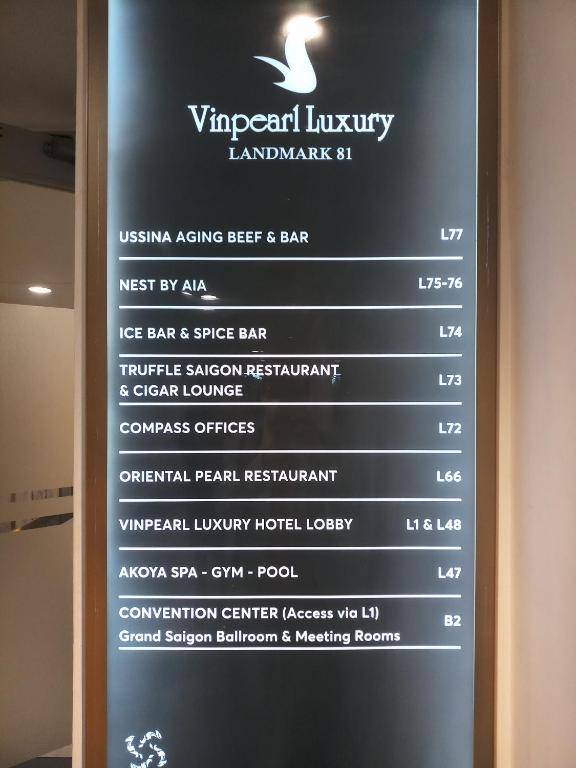 Vinpearl Luxury
LANDMARK 81
USSINA AGING BEEF & BAR L77
NEST BY AIA L75-76
ICE BAR & SPICE BAR L74
TRUFFLE SAIGON RESTAURANT
& CIGAR LOUNGE L73
COMPASS OFFICES L72
ORIENTAL PEARL RESTAURANT L66
VINPEARL LUXURY HOTEL LOBBY L1 & L48
AKOYA SPA - GYM - POOL L47
CONVENTION CENTER (Access via L1)
Grand Saigon Ballroom & Meeting Rooms B2